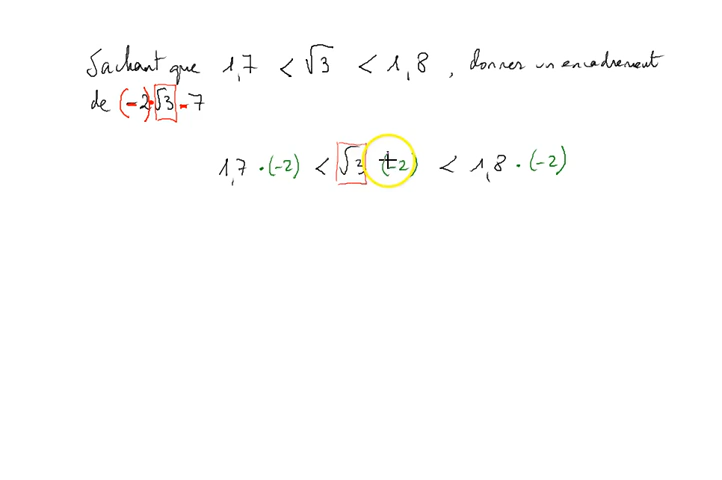 Sachant que 1,7 < √3 < 1,8, donner un encadrement
de (-2)·√3 - 7
1,7 ·(-2) < √3 (-2) < 1,8 ·(-2)